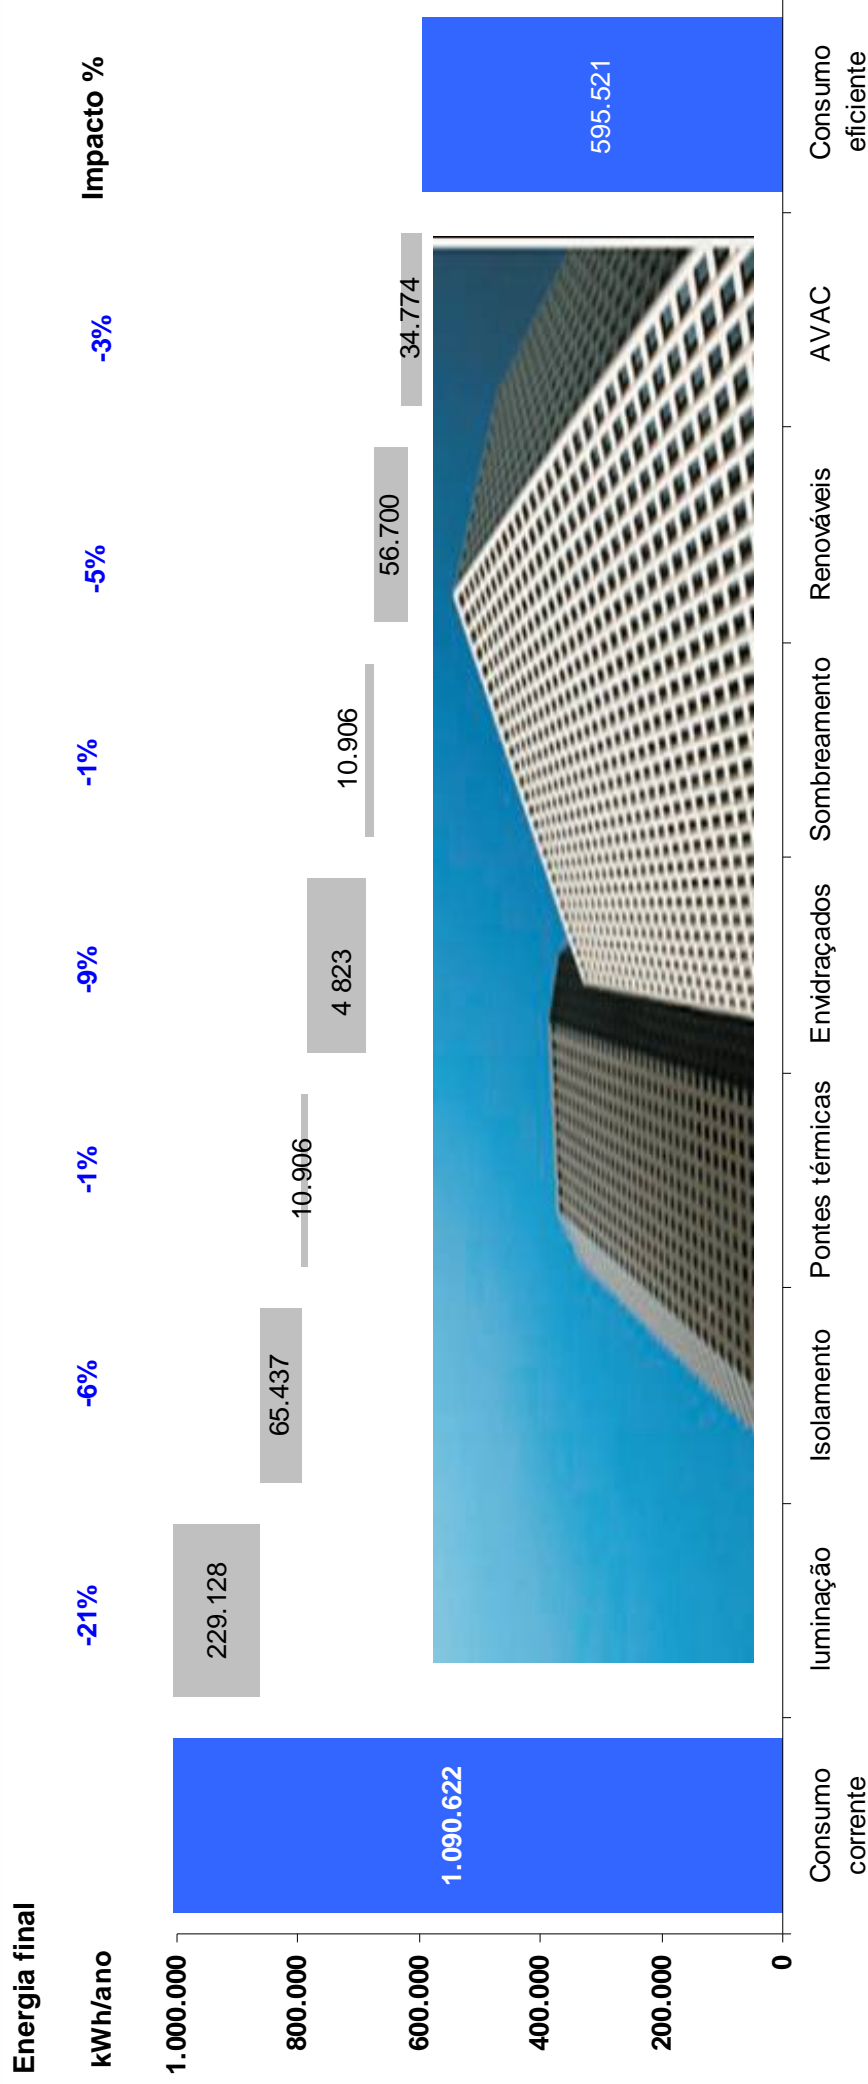 Energia final
kWh/ano
Impacto %
-21%
-6%
-1%
-9%
-1%
-5%
-3%
1.000.000
800.000
600.000
400.000
200.000
0
1.090.622
229.128
65.437
10.906
4 823
10.906
56.700
34.774
595.521
Consumo
corrente
Iuminação
Isolamento
Pontes térmicas
Envidraçados
Sombreamento
Renováveis
AVAC
Consumo
eficiente